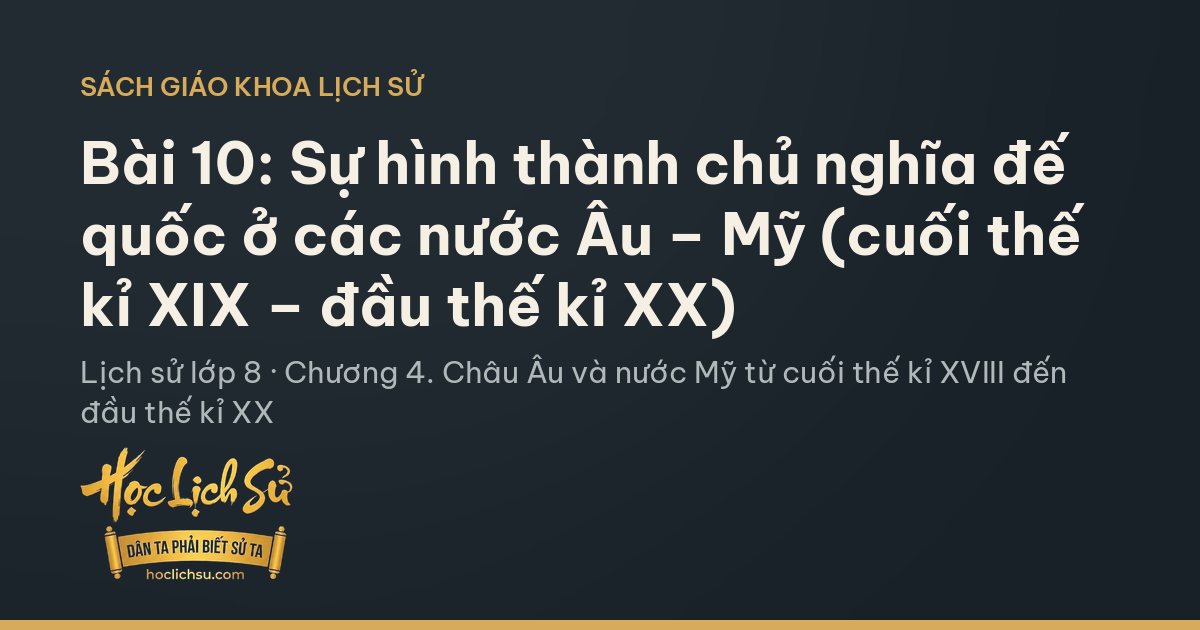 SÁCH GIÁO KHOA LỊCH SỬ
Bài 10: Sự hình thành chủ nghĩa đế
quốc ở các nước Âu – Mỹ (cuối thế
kỉ XIX – đầu thế kỉ XX)
Lịch sử lớp 8 · Chương 4. Châu Âu và nước Mỹ từ cuối thế kỉ XVIII đến
đầu thế kỉ XX
Học Lịch Sử
DÂN TA PHẢI BIẾT SỬ TA
hoclichsu.com